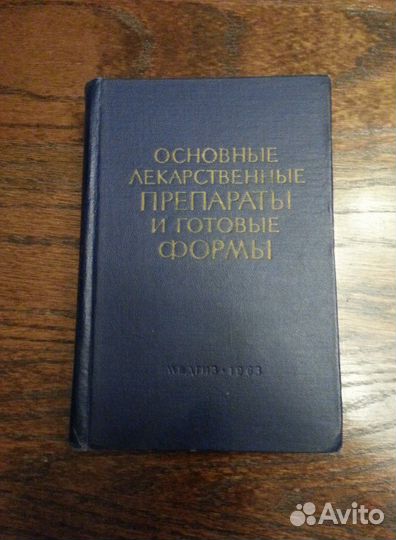 ОСНОВНЫЕ
ЛЕКАРСТВЕННЫЕ
ПРЕПАРАТЫ
И ГОТОВЫЕ
ФОРМЫ
МЕДГИЗ • 1963
Avito